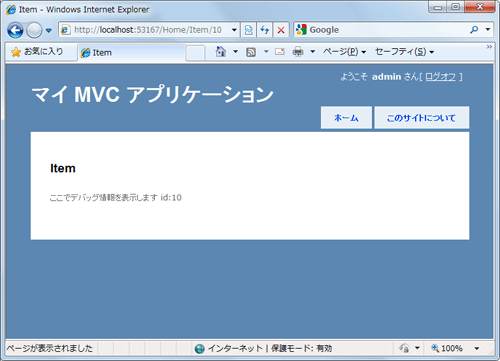 Item - Windows Internet Explorer
http://localhost:53167/Home/Item/10
Google
お気に入り
Item
ページ(P)
セーフティ(S)
ようこそ admin さん[ ログオフ ]
マイ MVC アプリケーション
ホーム
このサイトについて
Item
ここでデバッグ情報を表示します id:10
ページが表示されました
インターネット | 保護モード: 有効
100%